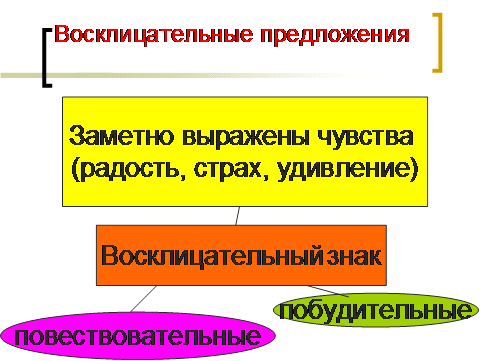 Восклицательные предложения
Заметно выражены чувства
(радость, страх, удивление)
Восклицательный знак
побудительные
повествовательные